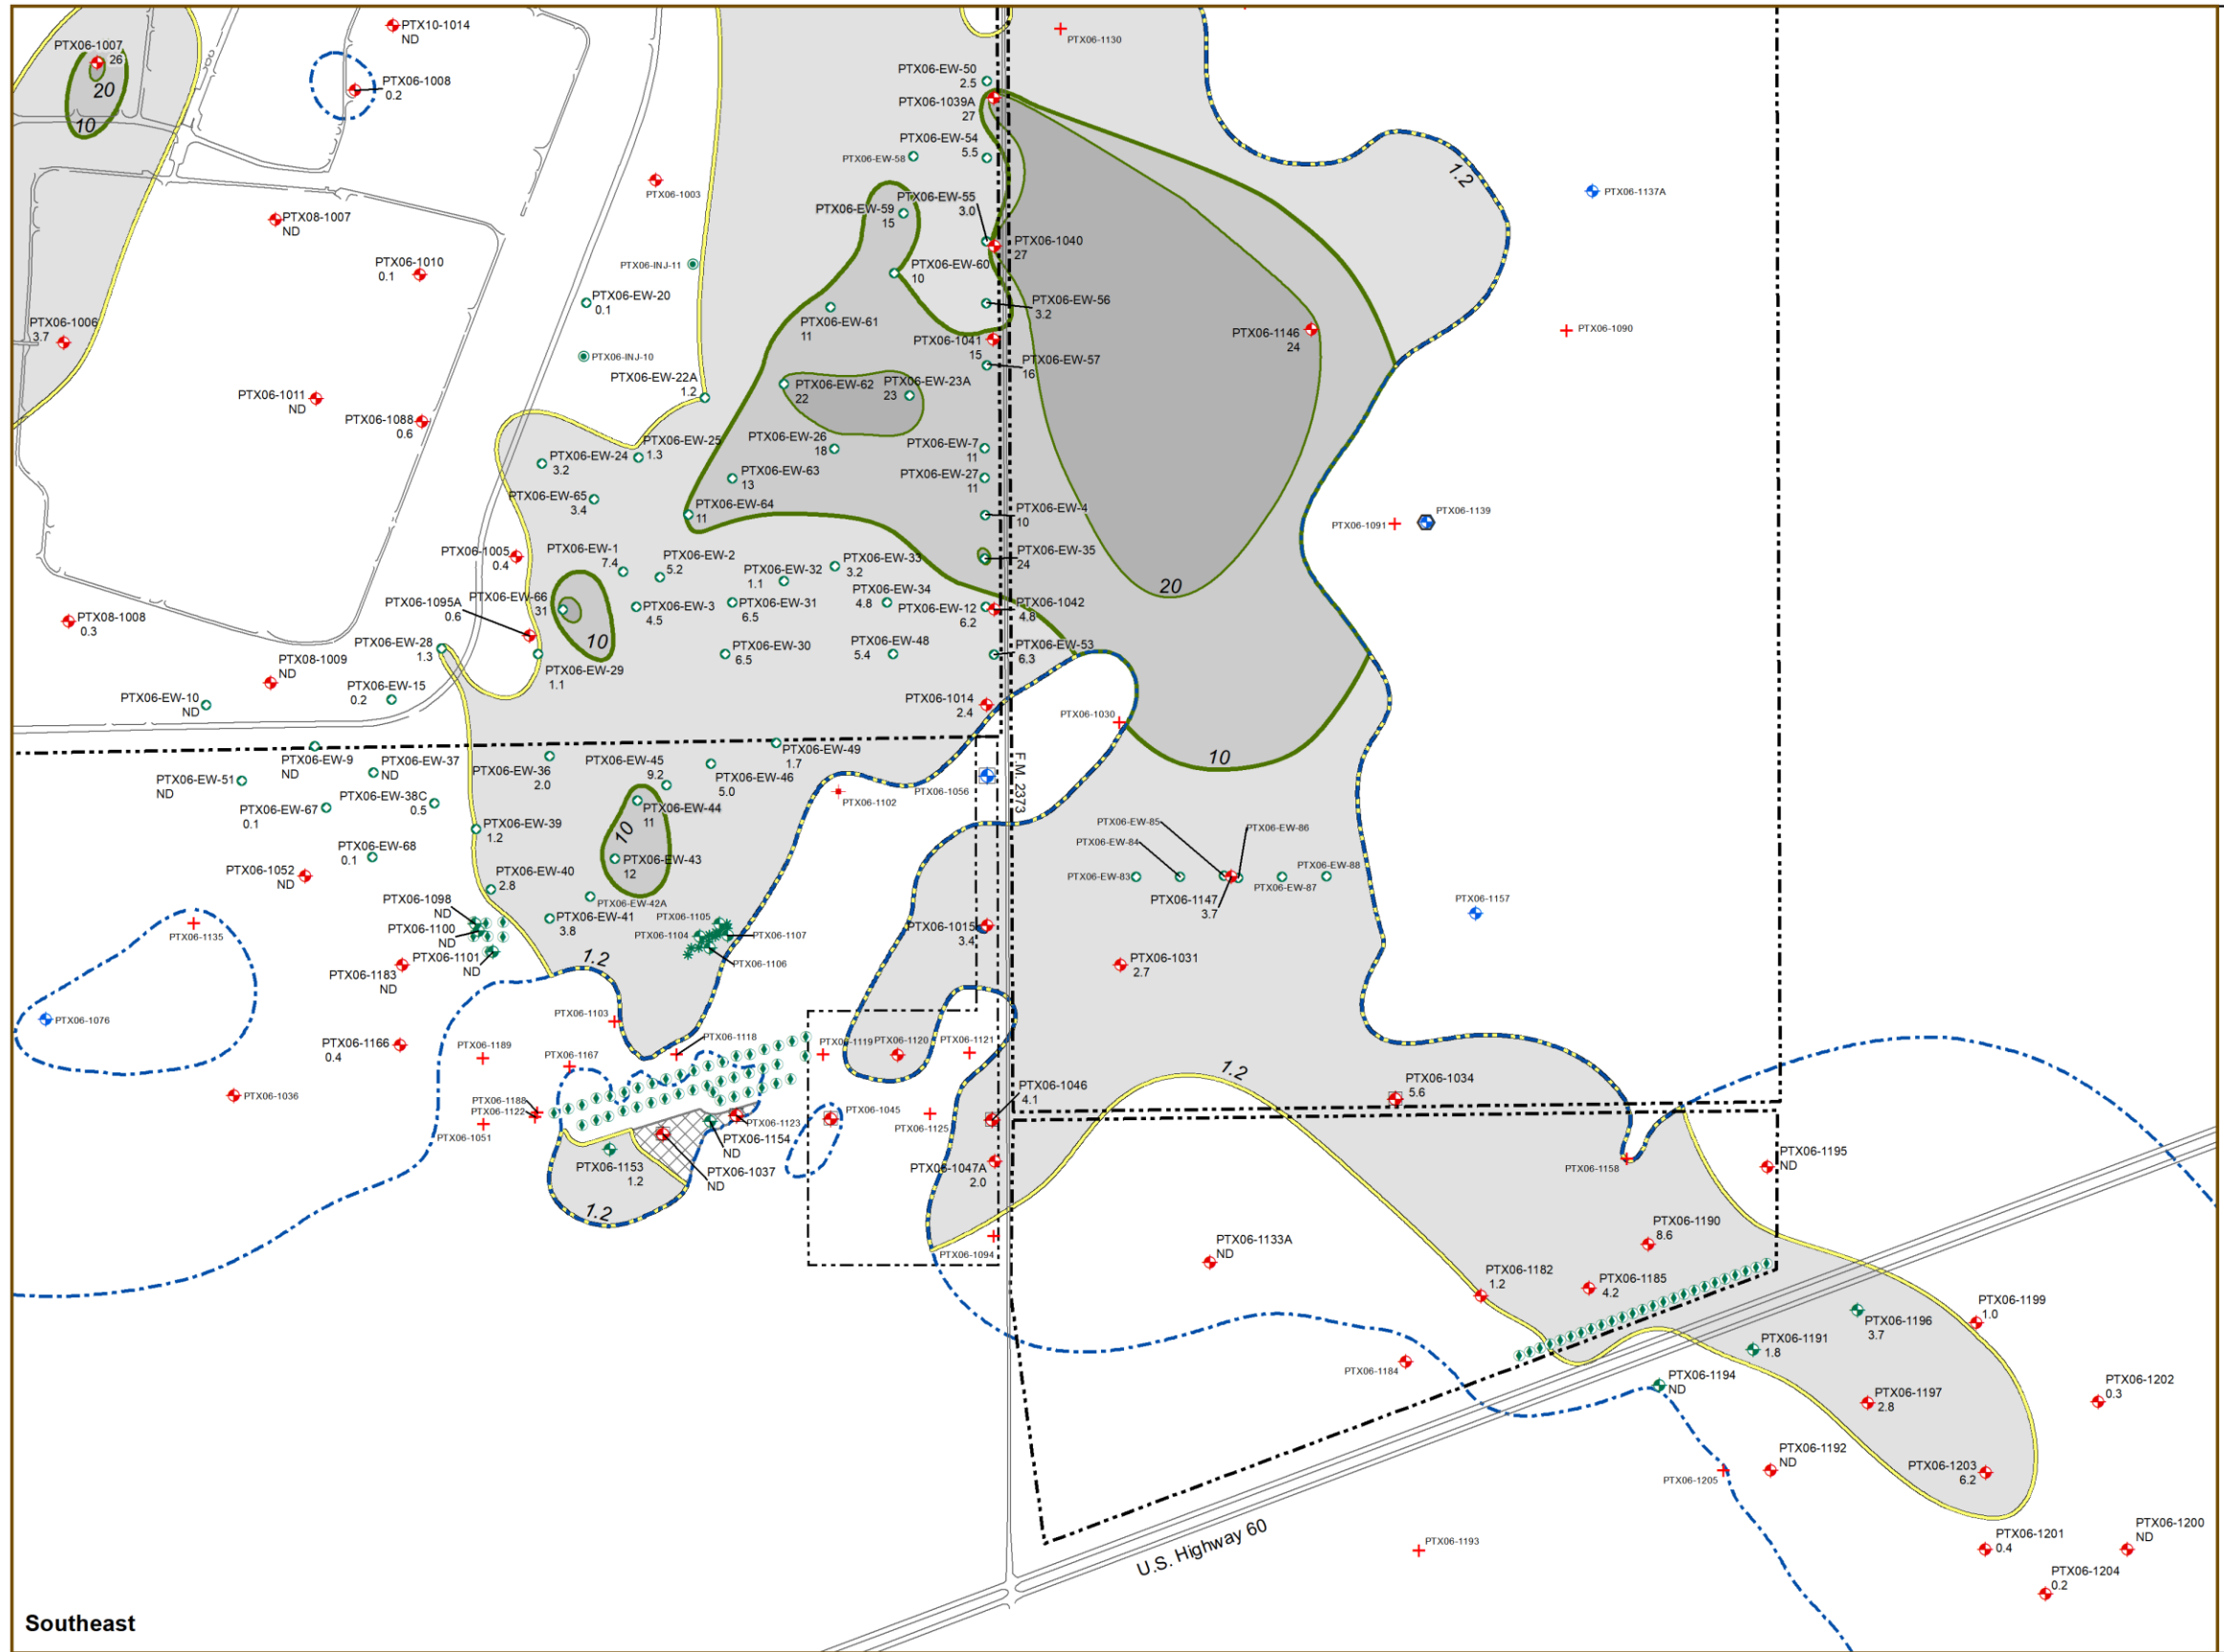 PTX10-1014
ND
PTX06-1007
26
20
10
PTX06-1008
0.2
PTX06-1130
PTX06-EW-50
2.5
PTX06-1039A
27
PTX06-EW-54
5.5
PTX06-EW-58
1.2
PTX06-1137A
PTX06-1003
PTX06-EW-55
3.0
PTX06-EW-59
15
PTX08-1007
ND
PTX06-1040
27
PTX06-1010
0.1
PTX06-INJ-11
PTX06-EW-60
10
PTX06-EW-20
0.1
PTX06-EW-56
3.2
PTX06-1006
3.7
PTX06-EW-61
11
PTX06-1146
24
PTX06-1090
PTX06-1041
15
PTX06-INJ-10
PTX06-EW-57
16
PTX06-EW-22A
1.2
PTX06-EW-62
22
PTX06-EW-23A
23
PTX06-1011
ND
PTX06-1088
0.6
PTX06-EW-25
1.3
PTX06-EW-26
18
PTX06-EW-7
11
PTX06-EW-24
3.2
PTX06-EW-63
13
PTX06-EW-27
11
PTX06-EW-65
3.4
PTX06-EW-64
11
PTX06-EW-4
10
PTX06-1139
PTX06-1091
PTX06-1005
0.4
PTX06-EW-1
7.4
PTX06-EW-2
5.2
PTX06-EW-32
1.1
PTX06-EW-33
3.2
PTX06-EW-35
24
20
PTX06-EW-34
4.8
PTX06-1095A
0.6
PTX06-EW-66
31
PTX06-EW-3
4.5
PTX06-EW-31
6.5
PTX06-EW-12
6.2
PTX06-1042
4.8
PTX08-1008
0.3
10
PTX06-EW-28
1.3
PTX06-EW-30
6.5
PTX06-EW-48
5.4
PTX06-EW-53
6.3
PTX08-1009
ND
PTX06-EW-29
1.1
PTX06-EW-15
0.2
PTX06-EW-10
ND
PTX06-1014
2.4
PTX06-1030
10
PTX06-EW-9
ND
PTX06-EW-37
ND
PTX06-EW-49
1.7
PTX06-EW-36
2.0
PTX06-EW-45
9.2
PTX06-EW-46
5.0
F.M. 2373
PTX06-EW-51
ND
PTX06-1056
PTX06-1102
PTX06-EW-38C
0.5
PTX06-EW-67
0.1
PTX06-EW-44
11
10
PTX06-EW-39
1.2
PTX06-EW-85
PTX06-EW-86
PTX06-EW-84
PTX06-EW-68
0.1
PTX06-EW-43
12
PTX06-EW-88
PTX06-EW-83
PTX06-EW-87
PTX06-1052
ND
PTX06-EW-40
2.8
PTX06-1147
3.7
PTX06-1098
ND
PTX06-EW-42A
PTX06-1157
PTX06-EW-41
3.8
PTX06-1105
PTX06-1100
ND
PTX06-1104
PTX06-1107
PTX06-1015
3.4
PTX06-1135
PTX06-1101
ND
PTX06-1106
1.2
PTX06-1183
ND
PTX06-1031
2.7
PTX06-1076
PTX06-1103
PTX06-1118
PTX06-1119
PTX06-1120
PTX06-1121
PTX06-1166
0.4
PTX06-1189
PTX06-1167
1.2
PTX06-1034
5.6
PTX06-1036
PTX06-1046
4.1
PTX06-1188
PTX06-1122
PTX06-1045
PTX06-1125
PTX06-1123
PTX06-1051
PTX06-1154
ND
PTX06-1195
ND
PTX06-1153
1.2
PTX06-1037
ND
PTX06-1047A
2.0
PTX06-1158
1.2
PTX06-1190
8.6
PTX06-1133A
ND
PTX06-1094
PTX06-1182
1.2
PTX06-1185
4.2
PTX06-1199
1.0
PTX06-1196
3.7
PTX06-1191
1.8
PTX06-1184
PTX06-1194
ND
PTX06-1202
0.3
PTX06-1197
2.8
PTX06-1192
ND
PTX06-1203
6.2
PTX06-1205
U.S. Highway 60
PTX06-1193
PTX06-1201
0.4
PTX06-1200
ND
PTX06-1204
0.2
Southeast